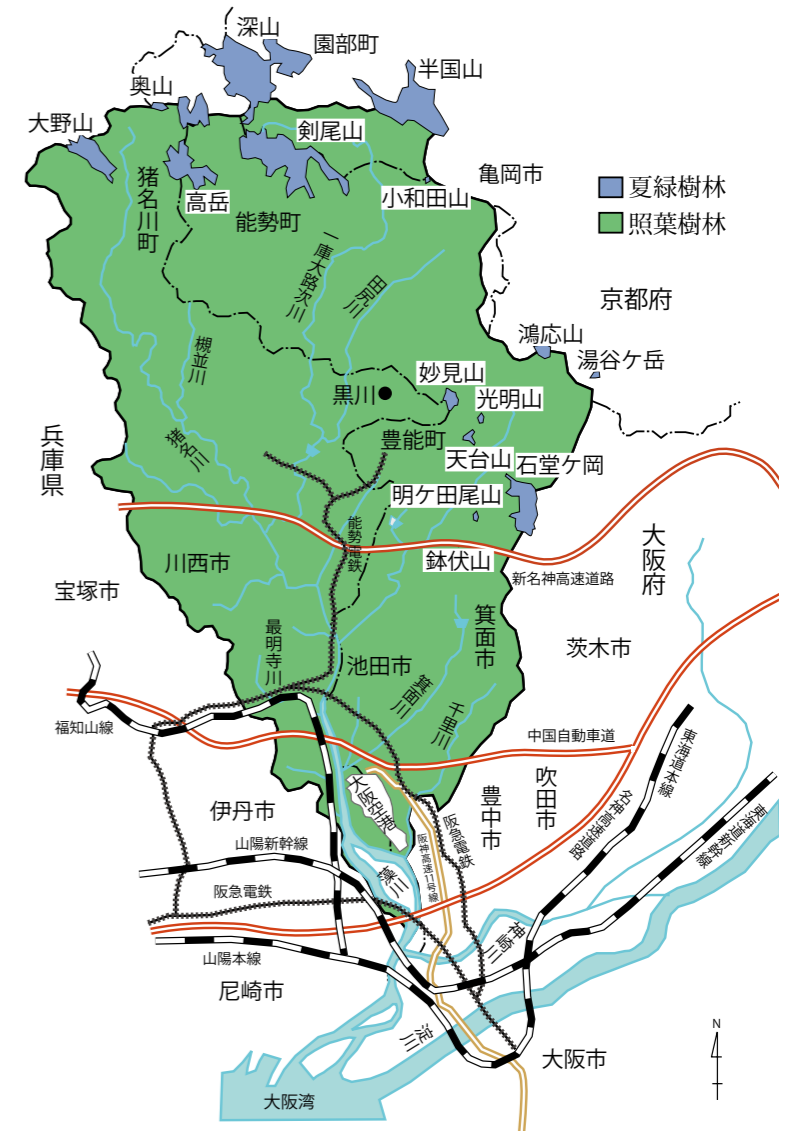 深山
園部町
半国山
奥山
大野山
剣尾山
亀岡市
夏緑樹林
猪名川町
高岳
小和田山
能勢町
照葉樹林
一庫大路次川
田尻川
京都府
鴻応山
槻並川
湯谷ケ岳
妙見山
黒川
光明山
兵庫県
猪名川
豊能町
天台山
石堂ケ岡
明ケ田尾山
能勢電鉄
大阪府
川西市
鉢伏山
新名神高速道路
宝塚市
最明寺川
箕面市
茨木市
池田市
箕面川
千里川
福知山線
中国自動車道
東海道本線
大阪空港
吹田市
豊中市
名神高速道路
伊丹市
阪急電鉄
東海道新幹線
山陽新幹線
阪神高速11号線
藻川
阪急電鉄
神崎川
山陽本線
尼崎市
淀川
N
大阪市
大阪湾